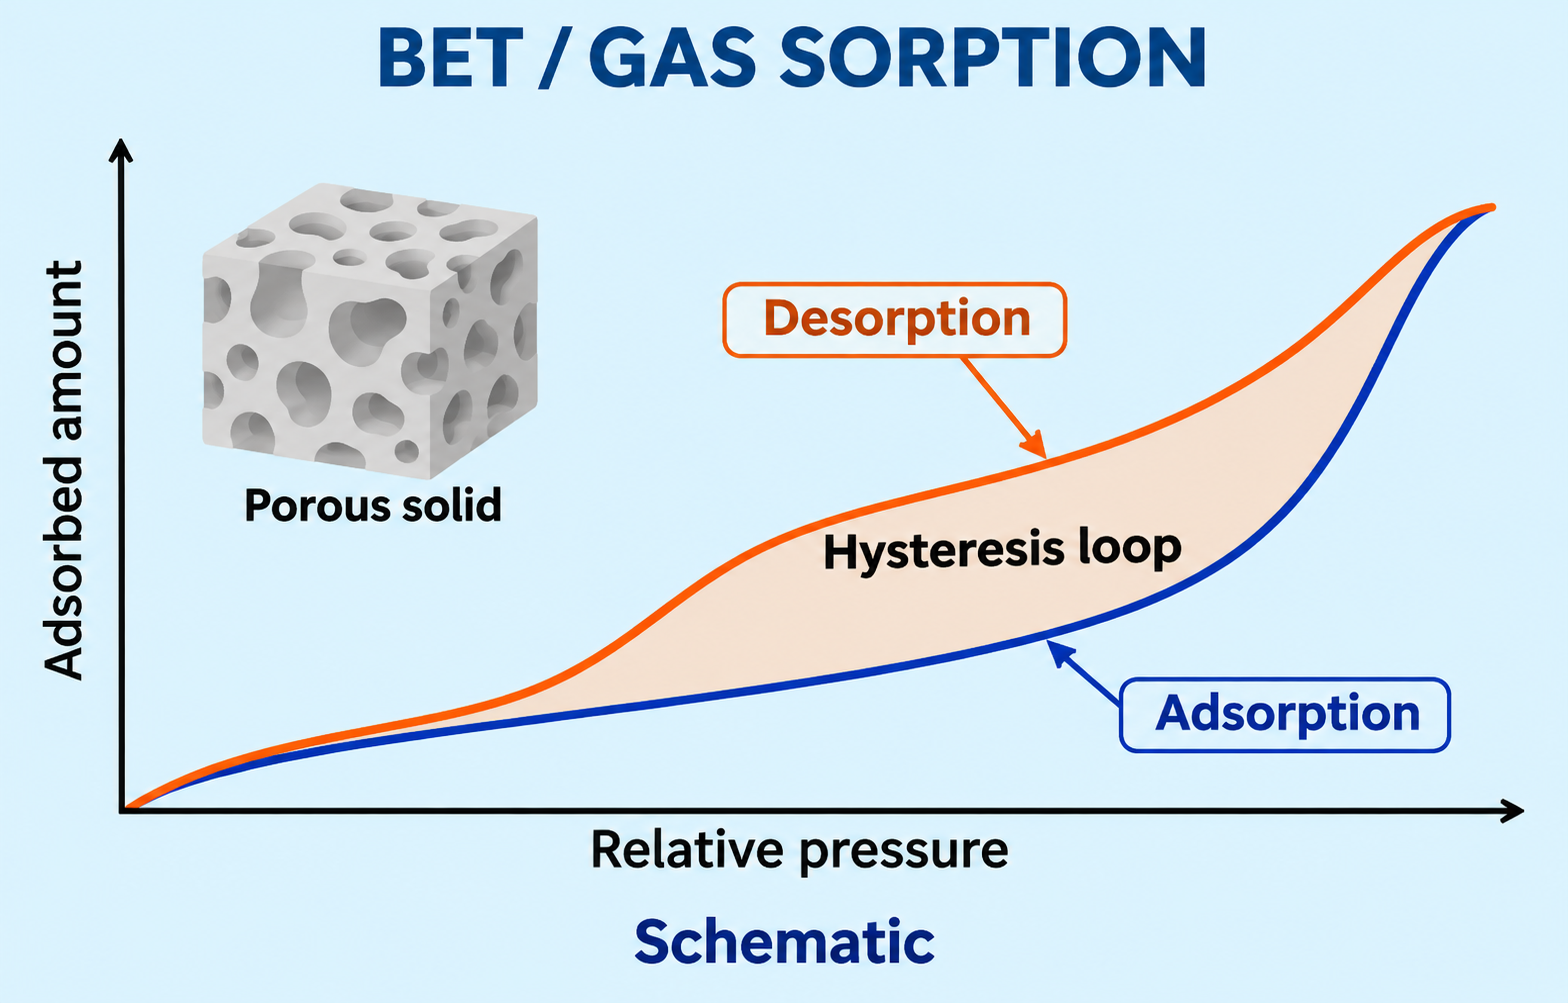 BET / GAS SORPTION
Adsorbed amount
Porous solid
Desorption
Hysteresis loop
Adsorption
Relative pressure
Schematic